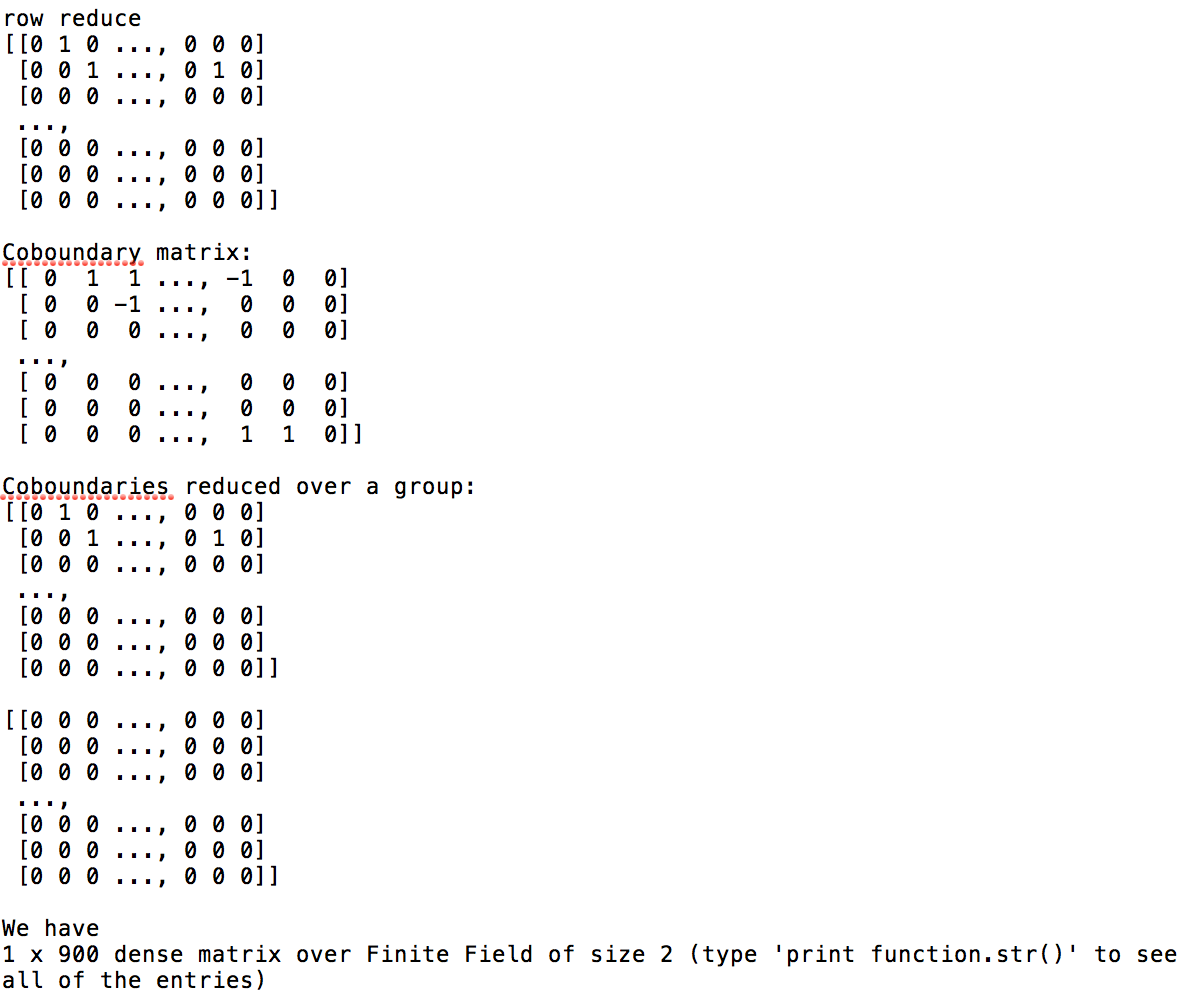 row reduce
[[0 1 0 ..., 0 0 0]
 [0 0 1 ..., 0 1 0]
 [0 0 0 ..., 0 0 0]
 ...,
 [0 0 0 ..., 0 0 0]
 [0 0 0 ..., 0 0 0]
 [0 0 0 ..., 0 0 0]]

Coboundary matrix:
[[ 0  1  1 ..., -1  0  0]
 [ 0  0 -1 ...,  0  0  0]
 [ 0  0  0 ...,  0  0  0]
 ...,
 [ 0  0  0 ...,  0  0  0]
 [ 0  0  0 ...,  0  0  0]
 [ 0  0  0 ...,  1  1  0]]

Coboundaries reduced over a group:
[[0 1 0 ..., 0 0 0]
 [0 0 1 ..., 0 1 0]
 [0 0 0 ..., 0 0 0]
 ...,
 [0 0 0 ..., 0 0 0]
 [0 0 0 ..., 0 0 0]
 [0 0 0 ..., 0 0 0]]

[[0 0 0 ..., 0 0 0]
 [0 0 0 ..., 0 0 0]
 [0 0 0 ..., 0 0 0]
 ...,
 [0 0 0 ..., 0 0 0]
 [0 0 0 ..., 0 0 0]
 [0 0 0 ..., 0 0 0]]

We have
1 x 900 dense matrix over Finite Field of size 2 (type 'print function.str()' to see
all of the entries)